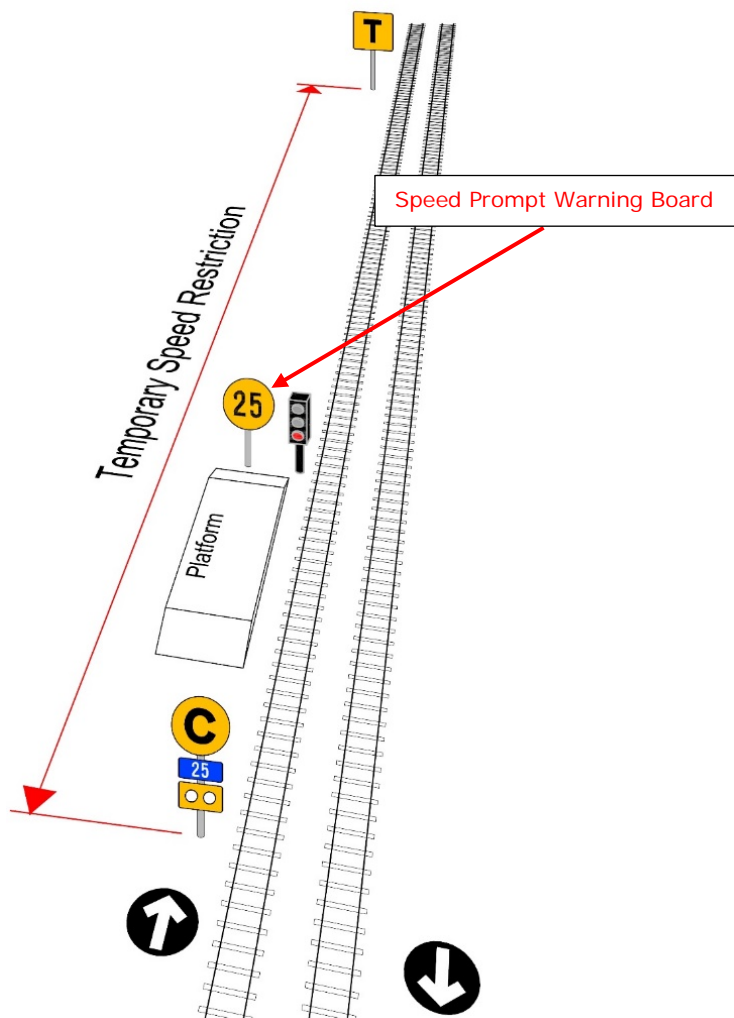 T
Speed Prompt Warning Board
Temporary Speed Restriction
25
Platform
C
25